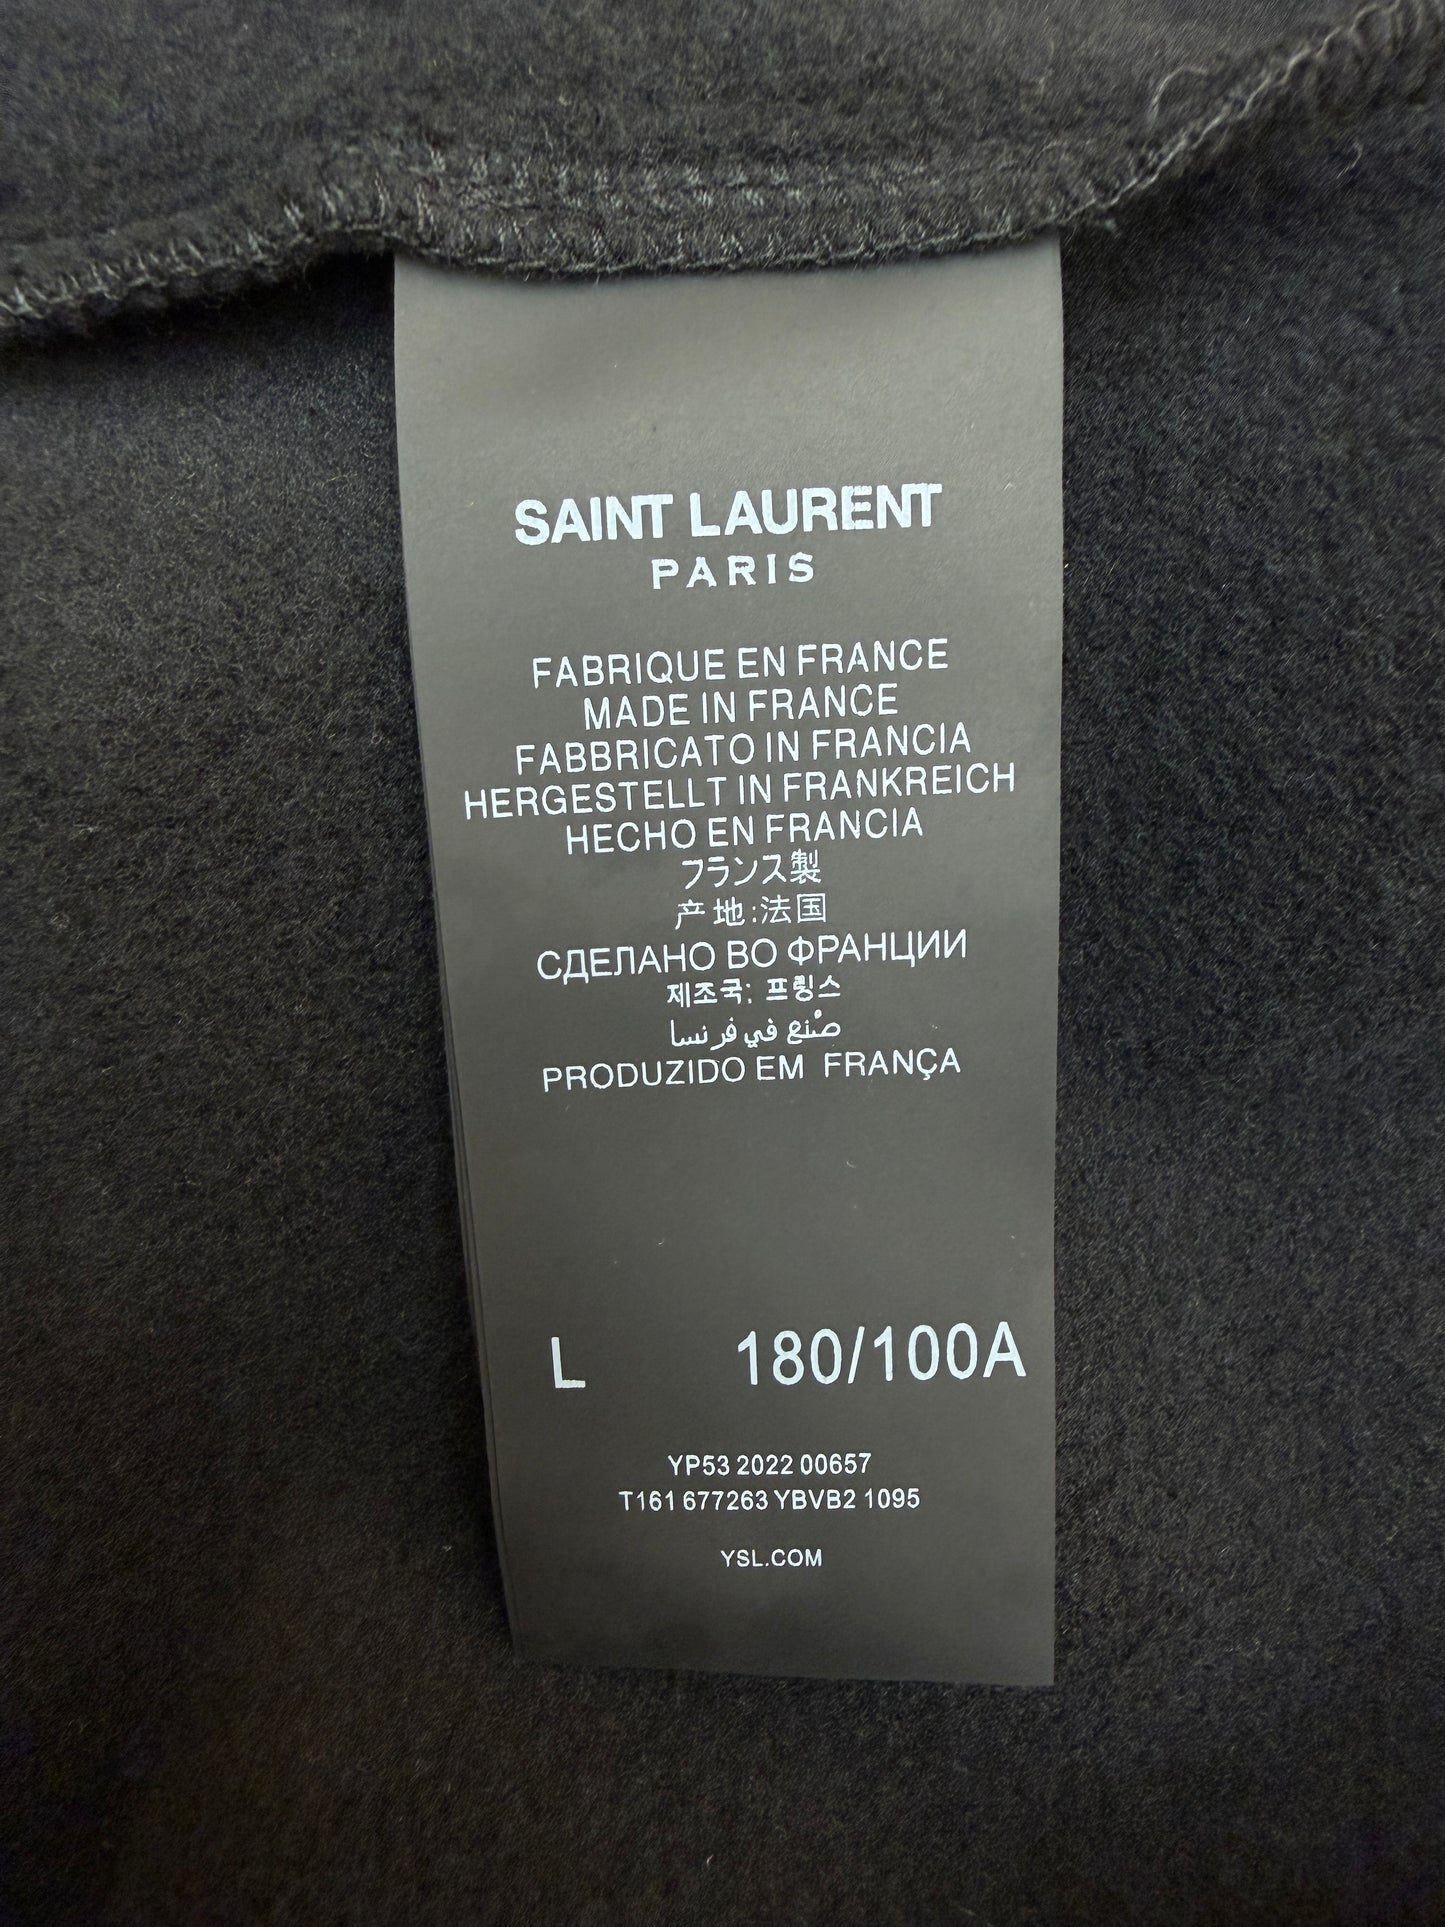 SAINT LAURENT
PARIS
FABRIQUE EN FRANCE
MADE IN FRANCE
FABBRICATO IN FRANCIA
HERGESTELLT IN FRANKREICH
HECHO EN FRANCIA
フランス製
产地:法国
СДЕЛАНО ВО ФРАНЦИИ
제조국: 프링스
صُنع في فرنسا
PRODUZIDO EM FRANÇA
L 180/100A
YP53 2022 00657
T161 677263 YBVB2 1095
YSL.COM